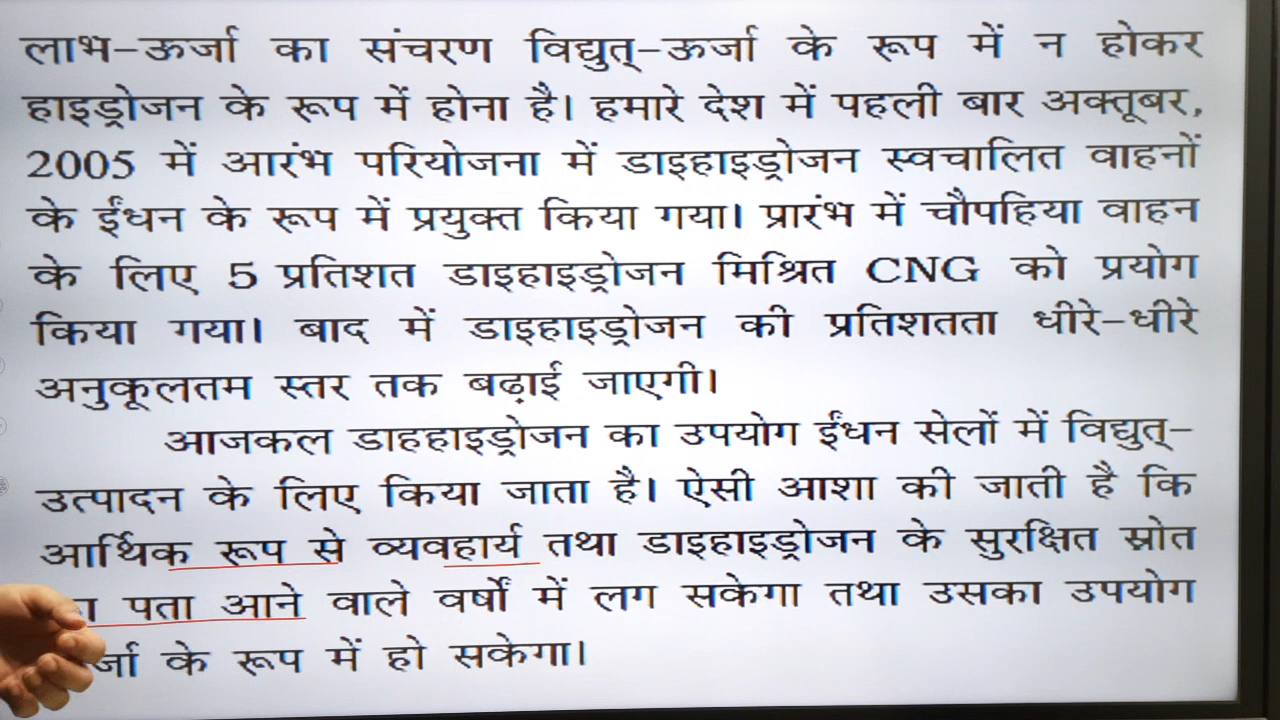 लाभ-ऊर्जा का संचरण विद्युत्-ऊर्जा के रूप में न होकर
हाइड्रोजन के रूप में होना है। हमारे देश में पहली बार अक्तूबर,
2005 में आरंभ परियोजना में डाइहाइड्रोजन स्वचालित वाहनों
के ईंधन के रूप में प्रयुक्त किया गया। प्रारंभ में चौपहिया वाहन
के लिए 5 प्रतिशत डाइहाइड्रोजन मिश्रित CNG को प्रयोग
किया गया। बाद में डाइहाइड्रोजन की प्रतिशतता धीरे-धीरे
अनुकूलतम स्तर तक बढ़ाई जाएगी।
आजकल डाहहाइड्रोजन का उपयोग ईंधन सेलों में विद्युत्-
उत्पादन के लिए किया जाता है। ऐसी आशा की जाती है कि
आर्थिक रूप से व्यवहार्य तथा डाइहाइड्रोजन के सुरक्षित स्रोत
पता आने वाले वर्षों में लग सकेगा तथा उसका उपयोग
र्जा के रूप में हो सकेगा।